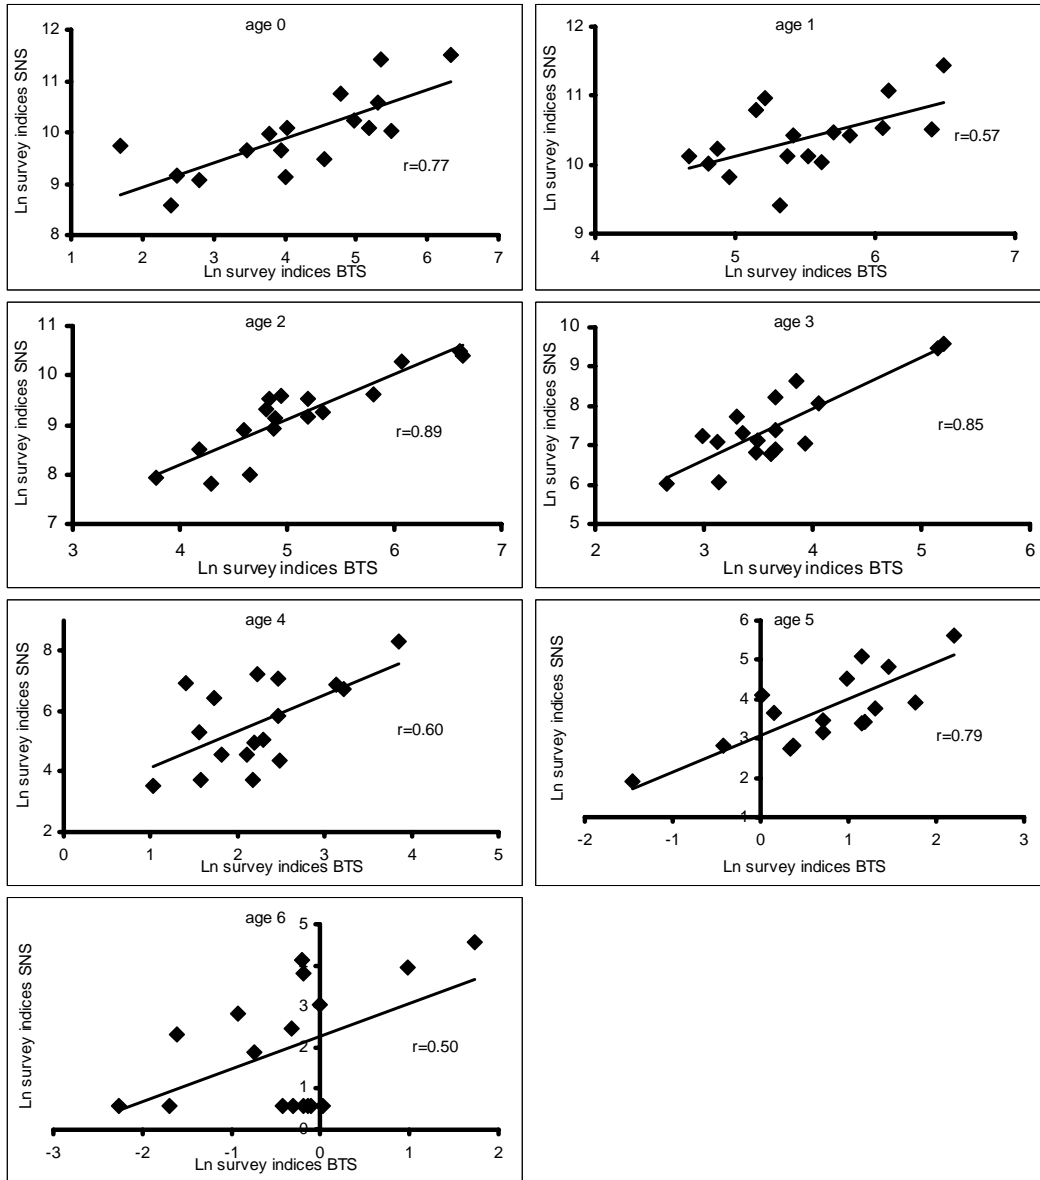 age 0
Ln survey indices SNS
12
11
10
9
8
1 2 3 4 5 6 7
Ln survey indices BTS
r=0.77
age 1
Ln survey indices SNS
12
11
10
9
4 5 6 7
Ln survey indices BTS
r=0.57
age 2
Ln survey indices SNS
11
10
9
8
7
3 4 5 6 7
Ln survey indices BTS
r=0.89
age 3
Ln survey indices SNS
10
9
8
7
6
5
2 3 4 5 6
Ln survey indices BTS
r=0.85
age 4
Ln survey indices SNS
8
6
4
2
0 1 2 3 4 5
Ln survey indices BTS
r=0.60
age 5
Ln survey indices SNS
6
5
4
3
2
1
-2 -1 0 1 2 3
Ln survey indices BTS
r=0.79
age 6
Ln survey indices SNS
5
4
3
2
1
0
-3 -2 -1 0 1 2
Ln survey indices BTS
r=0.50